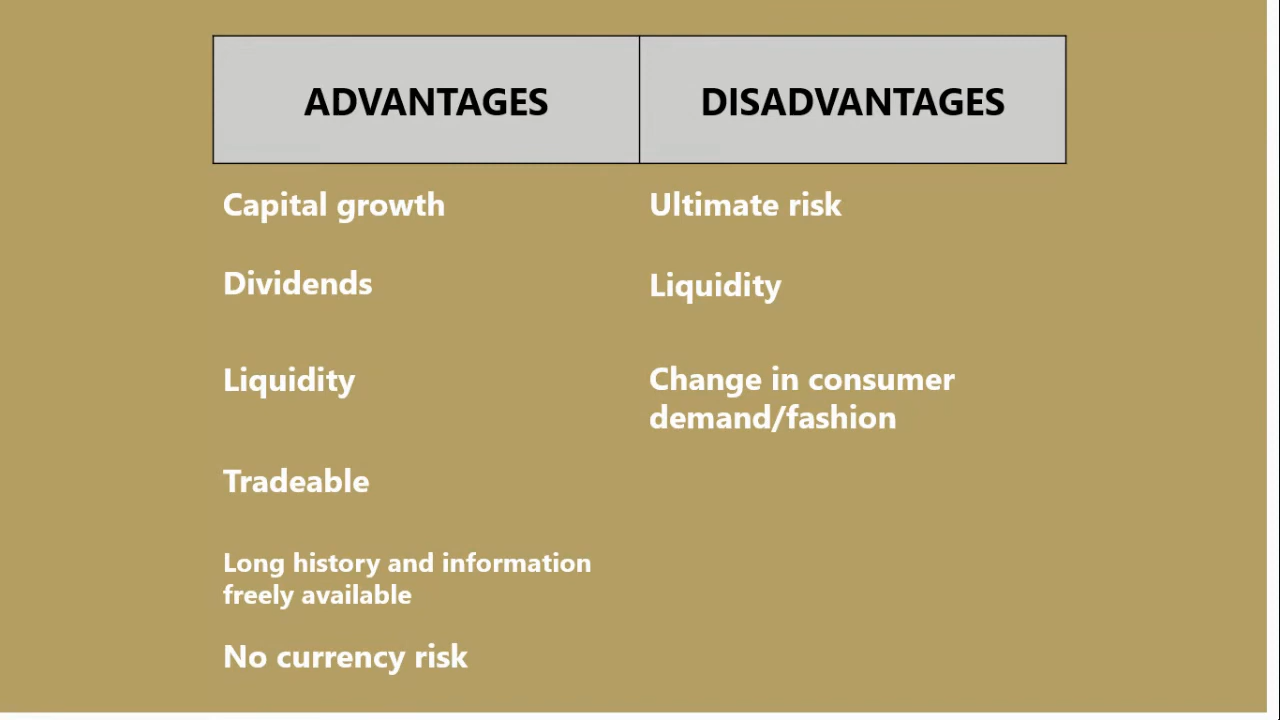 ADVANTAGES
DISADVANTAGES
Capital growth
Ultimate risk
Dividends
Liquidity
Liquidity
Change in consumer
demand/fashion
Tradeable
Long history and information
freely available
No currency risk